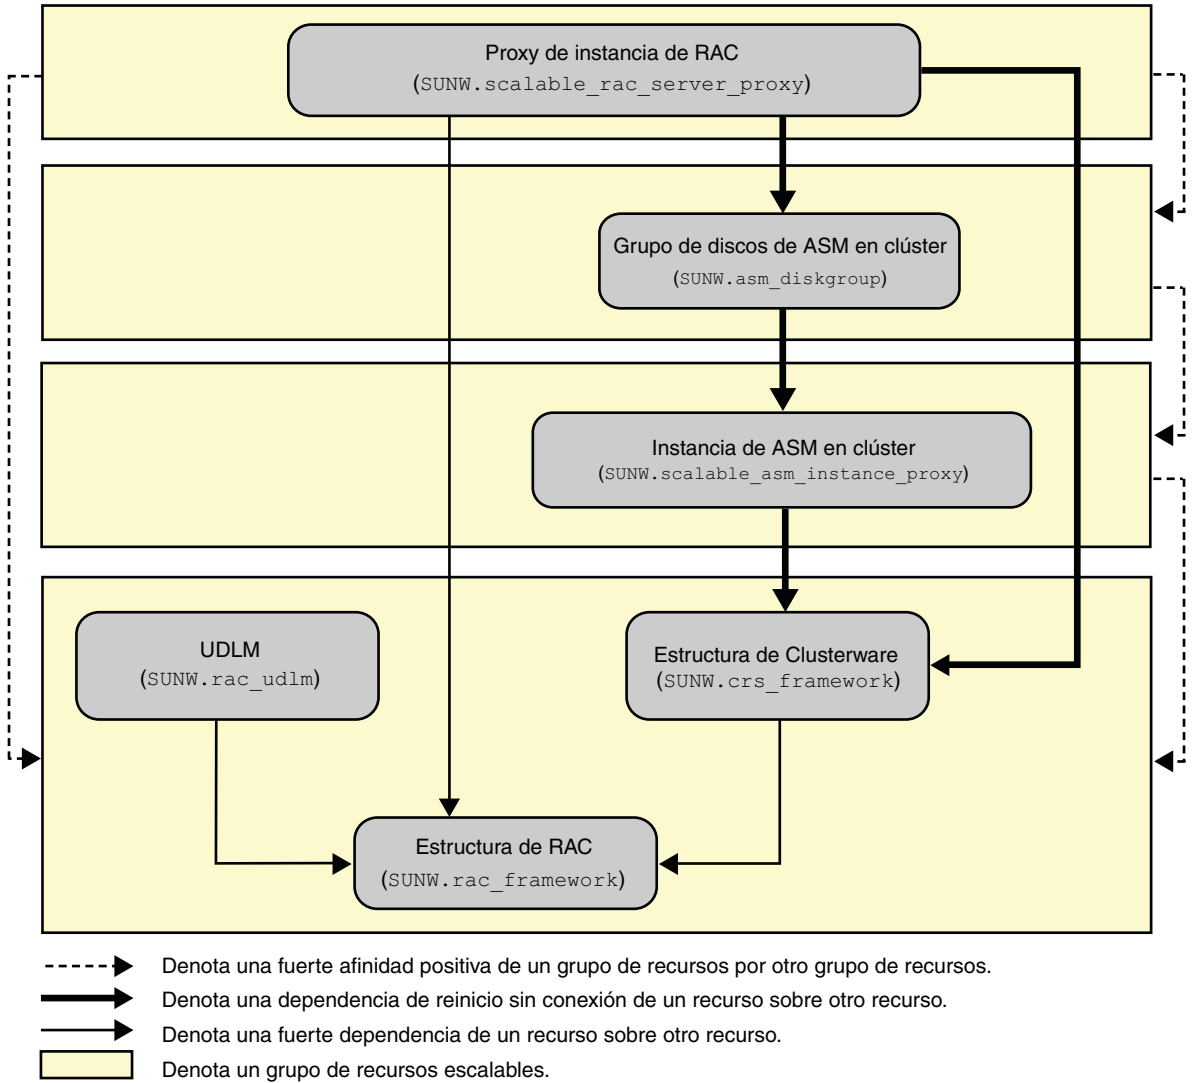 Proxy de instancia de RAC
(SUNW.scalable_rac_server_proxy)
Grupo de discos de ASM en clúster
(SUNW.asm_diskgroup)
Instancia de ASM en clúster
(SUNW.scalable_asm_instance_proxy)
UDLM
(SUNW.rac_udlm)
Estructura de Clusterware
(SUNW.crs_framework)
Estructura de RAC
(SUNW.rac_framework)
Denota una fuerte afinidad positiva de un grupo de recursos por otro grupo de recursos.
Denota una dependencia de reinicio sin conexión de un recurso sobre otro recurso.
Denota una fuerte dependencia de un recurso sobre otro recurso.
Denota un grupo de recursos escalables.